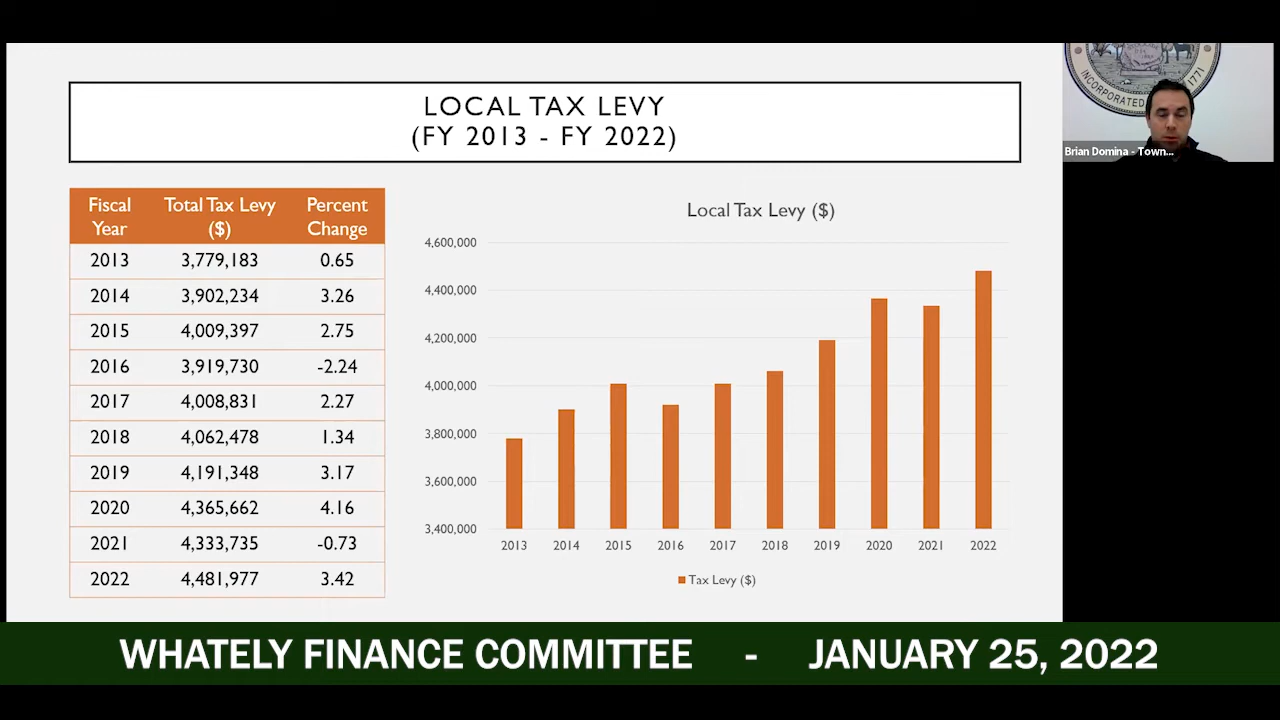 LOCAL TAX LEVY
(FY 2013 - FY 2022)
INCORPORATED 1771
Brian Domina - Town...
Fiscal Year Total Tax Levy ($) Percent Change
2013 3,779,183 0.65
2014 3,902,234 3.26
2015 4,009,397 2.75
2016 3,919,730 -2.24
2017 4,008,831 2.27
2018 4,062,478 1.34
2019 4,191,348 3.17
2020 4,365,662 4.16
2021 4,333,735 -0.73
2022 4,481,977 3.42
Local Tax Levy ($)
4,600,000
4,400,000
4,200,000
4,000,000
3,800,000
3,600,000
3,400,000
2013 2014 2015 2016 2017 2018 2019 2020 2021 2022
Tax Levy ($)
WHATELY FINANCE COMMITTEE - JANUARY 25, 2022